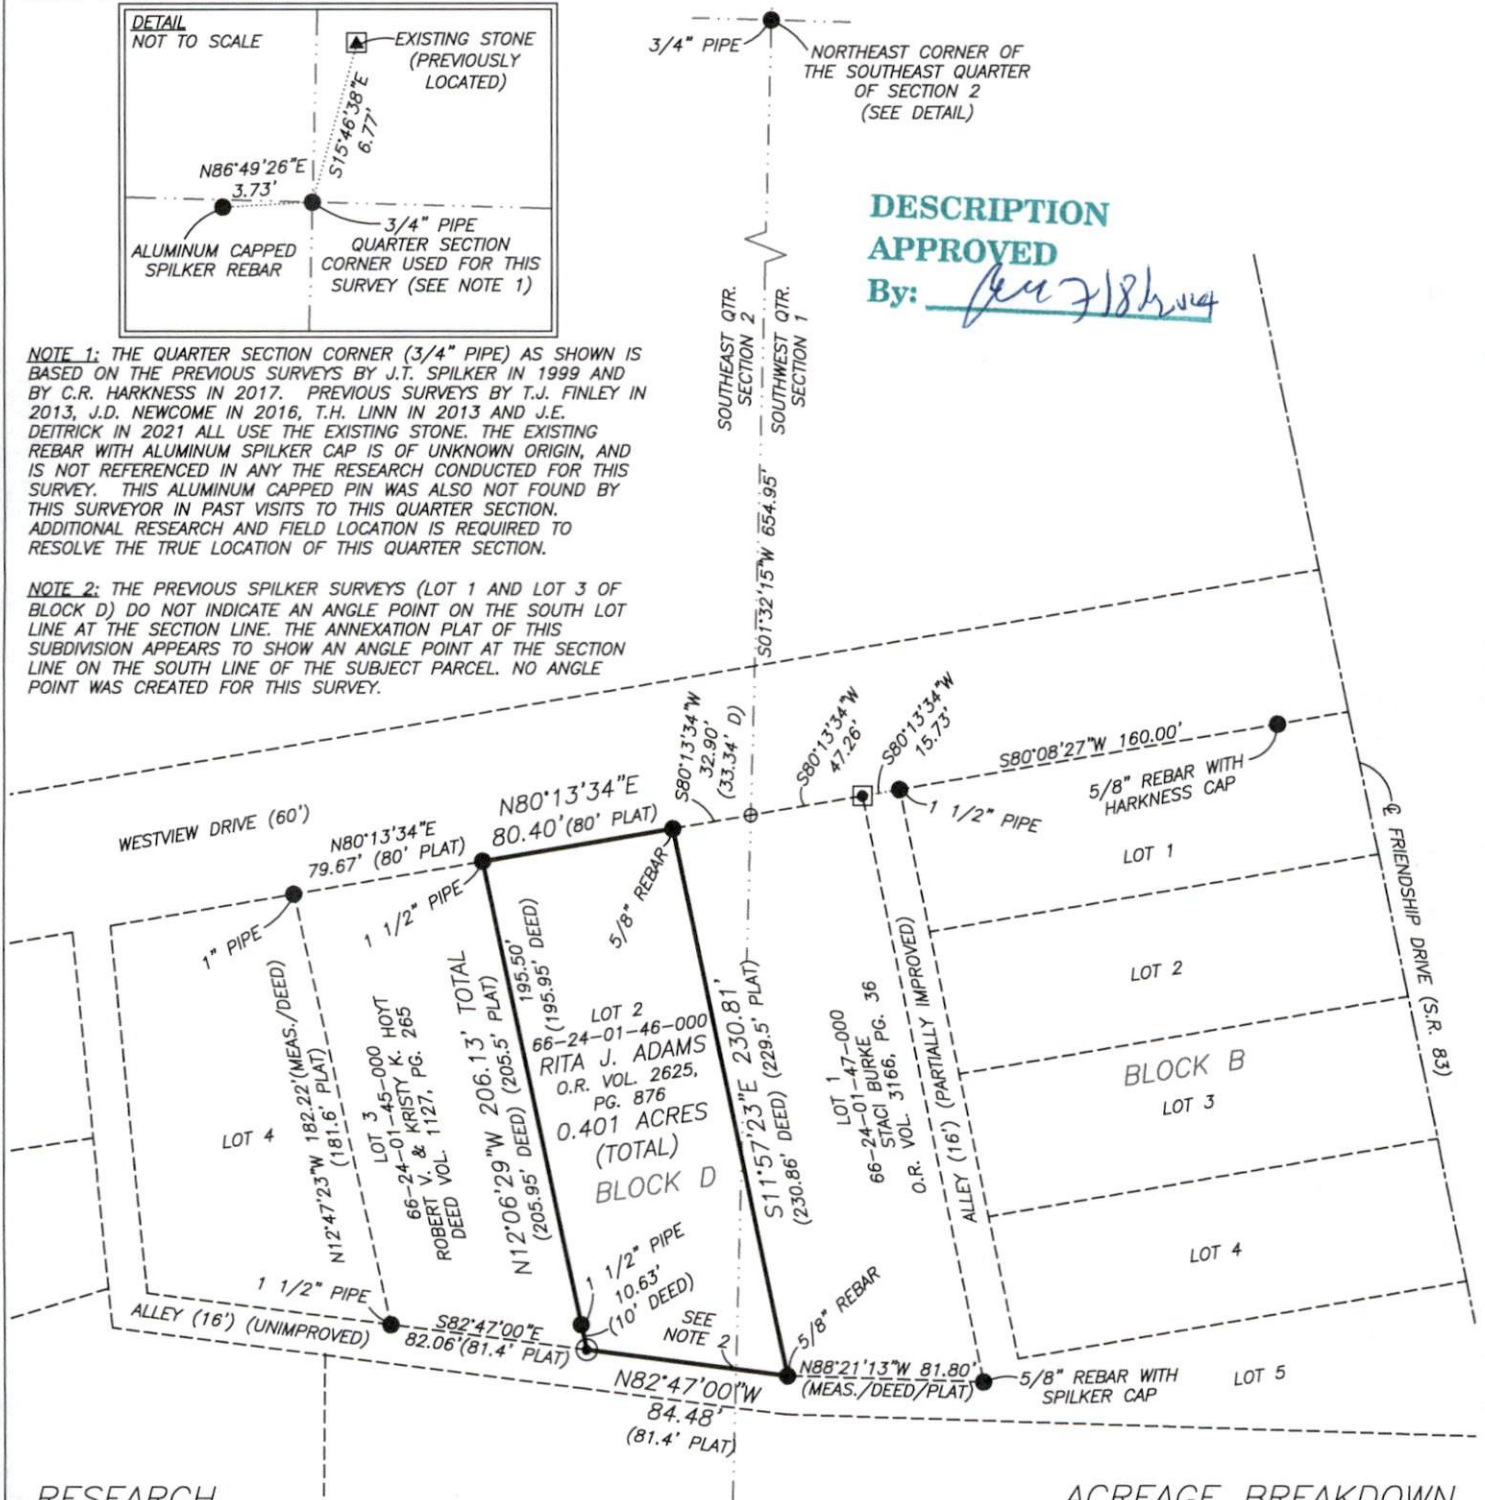 DETAIL
NOT TO SCALE
EXISTING STONE
(PREVIOUSLY
LOCATED)
S15°46'38"E
6.77'
N86°49'26"E
3.73'
ALUMINUM CAPPED
SPILKER REBAR
3/4" PIPE
QUARTER SECTION
CORNER USED FOR THIS
SURVEY (SEE NOTE 1)
3/4" PIPE
NORTHEAST CORNER OF
THE SOUTHEAST QUARTER
OF SECTION 2
(SEE DETAIL)
DESCRIPTION
APPROVED
By:
NOTE 1: THE QUARTER SECTION CORNER (3/4" PIPE) AS SHOWN IS
BASED ON THE PREVIOUS SURVEYS BY J.T. SPILKER IN 1999 AND
BY C.R. HARKNESS IN 2017. PREVIOUS SURVEYS BY T.J. FINLEY IN
2013, J.D. NEWCOME IN 2016, T.H. LINN IN 2013 AND J.E.
DEITRICK IN 2021 ALL USE THE EXISTING STONE. THE EXISTING
REBAR WITH ALUMINUM SPILKER CAP IS OF UNKNOWN ORIGIN, AND
IS NOT REFERENCED IN ANY THE RESEARCH CONDUCTED FOR THIS
SURVEY. THIS ALUMINUM CAPPED PIN WAS ALSO NOT FOUND BY
THIS SURVEYOR IN PAST VISITS TO THIS QUARTER SECTION.
ADDITIONAL RESEARCH AND FIELD LOCATION IS REQUIRED TO
RESOLVE THE TRUE LOCATION OF THIS QUARTER SECTION.
NOTE 2: THE PREVIOUS SPILKER SURVEYS (LOT 1 AND LOT 3 OF
BLOCK D) DO NOT INDICATE AN ANGLE POINT ON THE SOUTH LOT
LINE AT THE SECTION LINE. THE ANNEXATION PLAT OF THIS
SUBDIVISION APPEARS TO SHOW AN ANGLE POINT AT THE SECTION
LINE ON THE SOUTH LINE OF THE SUBJECT PARCEL. NO ANGLE
POINT WAS CREATED FOR THIS SURVEY.
SOUTHEAST QTR.
SECTION 2
SOUTHWEST QTR.
SECTION 1
S01°32'15"W 654.95'
S80°13'34"W
32.90'
(33.34' D)
S80°13'34"W
47.26'
S80°13'34"W
15.73'
S80°08'27"W 160.00'
5/8" REBAR WITH
HARKNESS CAP
1 1/2" PIPE
WESTVIEW DRIVE (60')
N80°13'34"E
79.67' (80' PLAT)
N80°13'34"E
80.40'(80' PLAT)
1" PIPE
1 1/2" PIPE
5/8" REBAR
℄ FRIENDSHIP DRIVE (S.R. 83)
LOT 1
LOT 2
BLOCK B
LOT 3
LOT 4
LOT 5
LOT 4
N12°47'23"W 182.22'(MEAS./DEED)
(181.6' PLAT)
LOT 3
66-24-01-45-000
ROBERT V. & KRISTY K. HOYT
DEED VOL. 1127, PG. 265
N12°06'29"W 206.13' TOTAL
(205.95' DEED) (205.5' PLAT)
195.50'
(195.95' DEED)
LOT 2
66-24-01-46-000
RITA J. ADAMS
O.R. VOL. 2625,
PG. 876
0.401 ACRES
(TOTAL)
BLOCK D
S11°57'23"E 230.81'
(230.86' DEED) (229.5' PLAT)
LOT 1
66-24-01-47-000
STACI BURKE
O.R. VOL. 3166, PG. 36
ALLEY (16') (PARTIALLY IMPROVED)
1 1/2" PIPE
10.63'
(10' DEED)
SEE
NOTE 2
5/8" REBAR
1 1/2" PIPE
ALLEY (16') (UNIMPROVED)
S82°47'00"E
82.06'(81.4' PLAT)
N82°47'00"W
84.48'
(81.4' PLAT)
N88°21'13"W 81.80'
(MEAS./DEED/PLAT)
5/8" REBAR WITH
SPILKER CAP
RESEARCH
ACREAGE BREAKDOWN